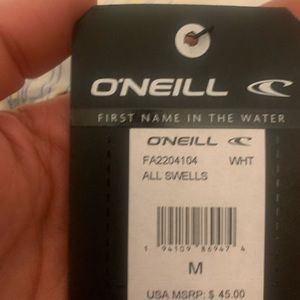 O'NEILL
FIRST NAME IN THE WATER
O'NEILL
FA2204104 WHT
ALL SWELLS
1 94109 86947 4
M
USA MSRP: $ 45.00